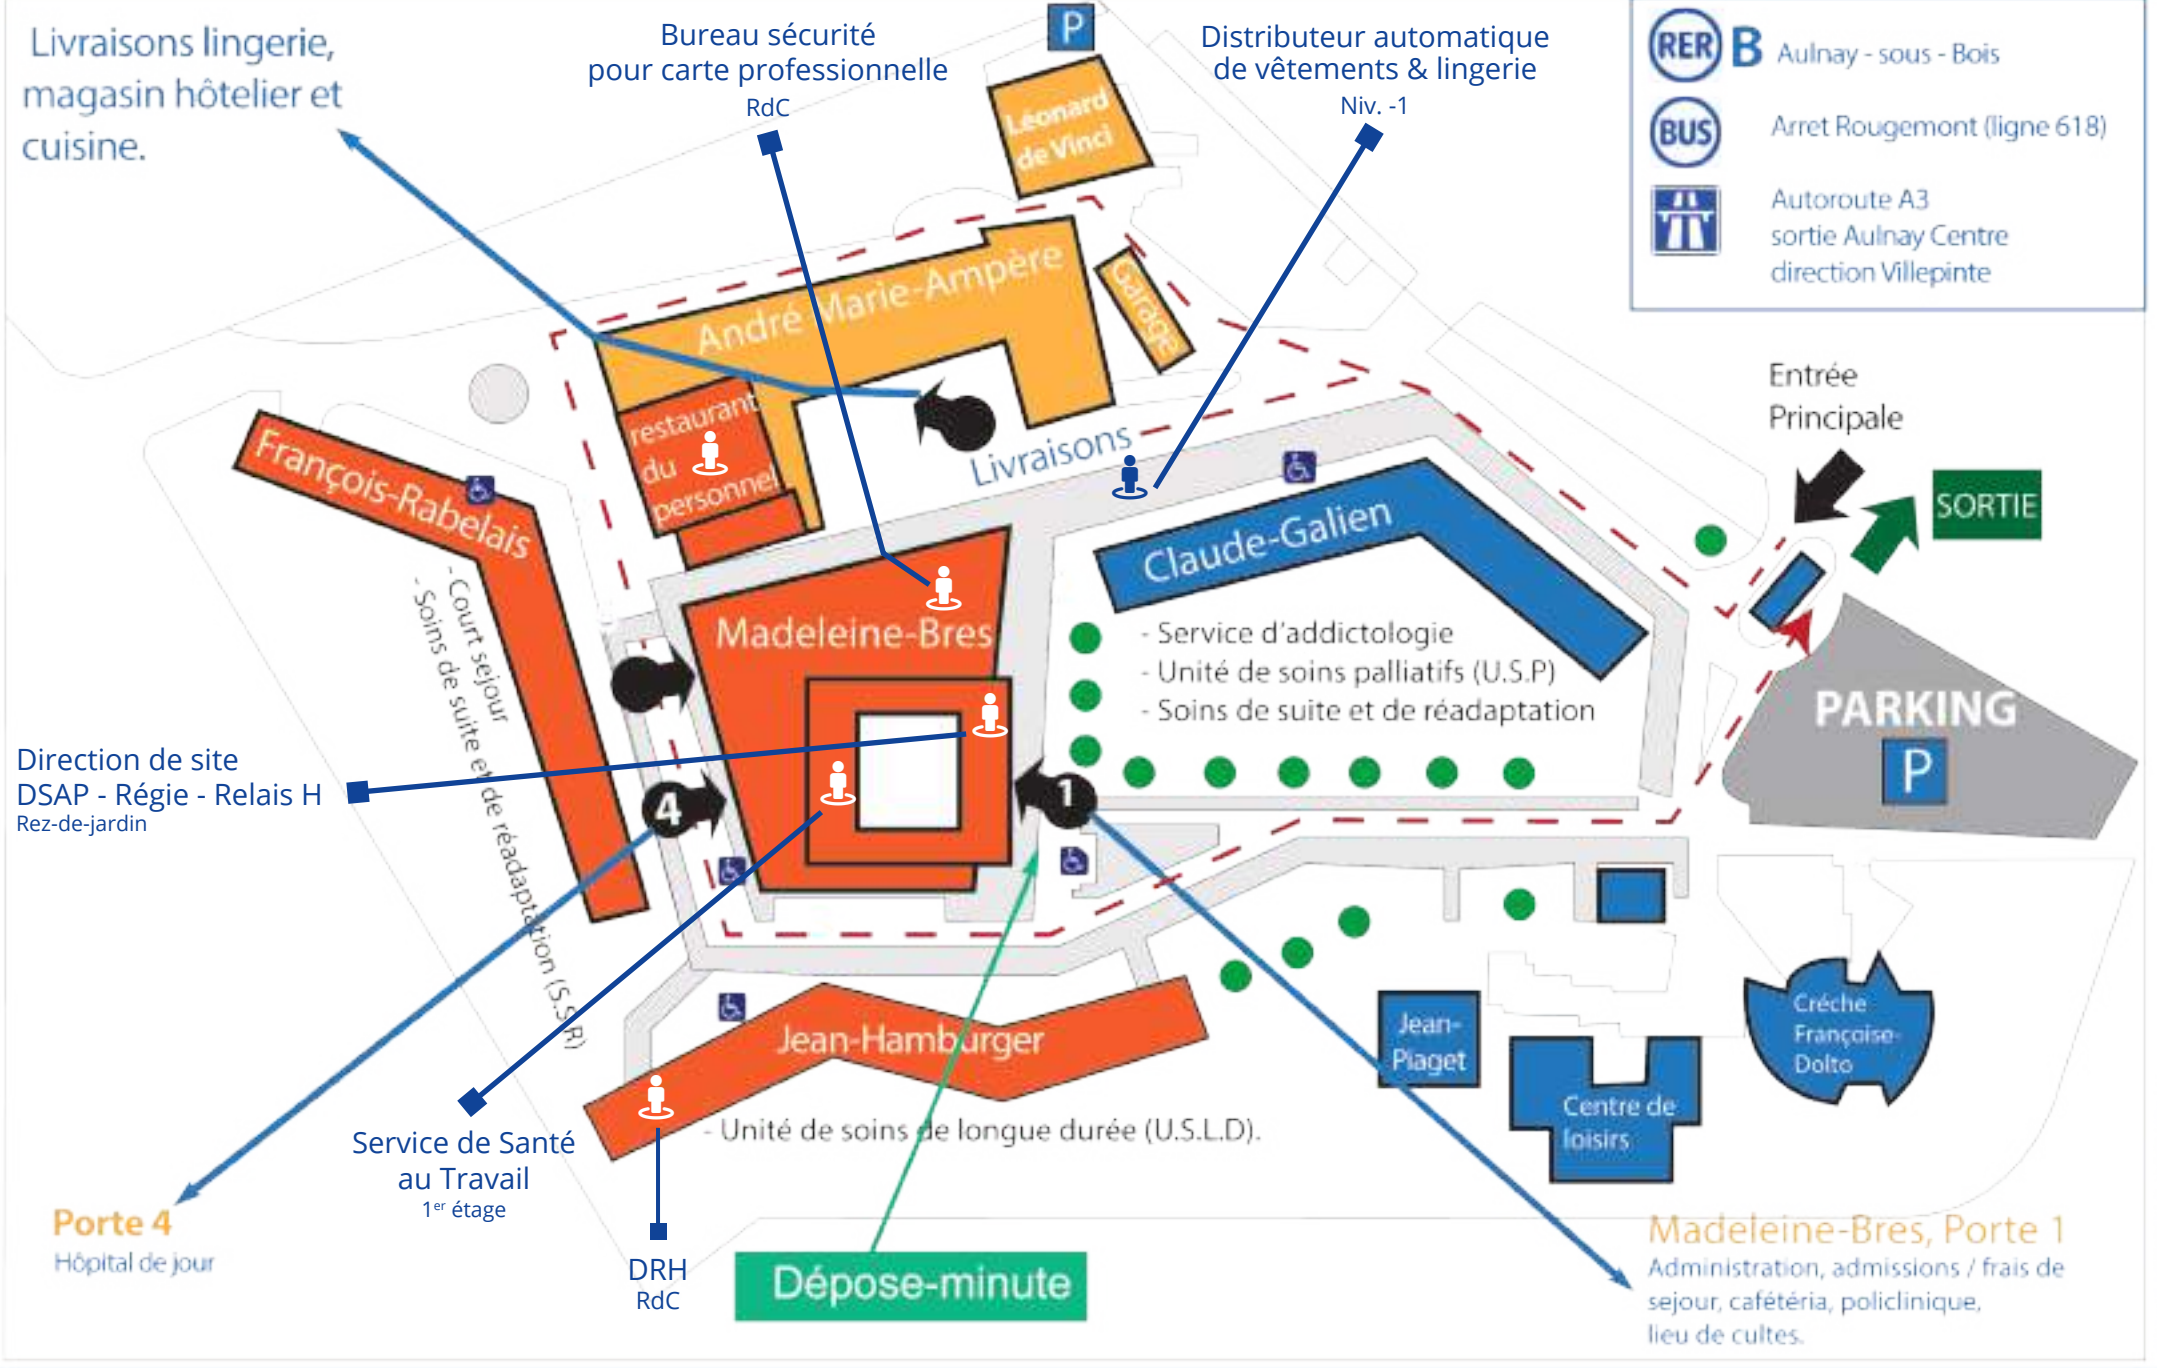 Livraisons lingerie,
magasin hôtelier et
cuisine.
Bureau sécurité
pour carte professionnelle
RdC
P
Distributeur automatique
de vêtements & lingerie
Niv. -1
RER B Aulnay - sous - Bois
BUS Arret Rougemont (ligne 618)
Autoroute A3
sortie Aulnay Centre
direction Villepinte
Léonard
de Vinci
André Marie-Ampère
Garage
restaurant
du
personnel
Livraisons
Entrée
Principale
SORTIE
François-Rabelais
- Court sejour
- Soins de suite et de réadaptation (S.S.R)
Claude-Galien
- Service d'addictologie
- Unité de soins palliatifs (U.S.P)
- Soins de suite et de réadaptation
Madeleine-Bres
PARKING
P
Direction de site
DSAP - Régie - Relais H
Rez-de-jardin
4
1
Jean-Hamburger
- Unité de soins de longue durée (U.S.L.D).
Jean-
Piaget
Centre de
loisirs
Créche
Françoise-
Dolto
Service de Santé
au Travail
1er étage
Porte 4
Hôpital de jour
DRH
RdC
Dépose-minute
Madeleine-Bres, Porte 1
Administration, admissions / frais de
sejour, cafétéria, policlinique,
lieu de cultes.